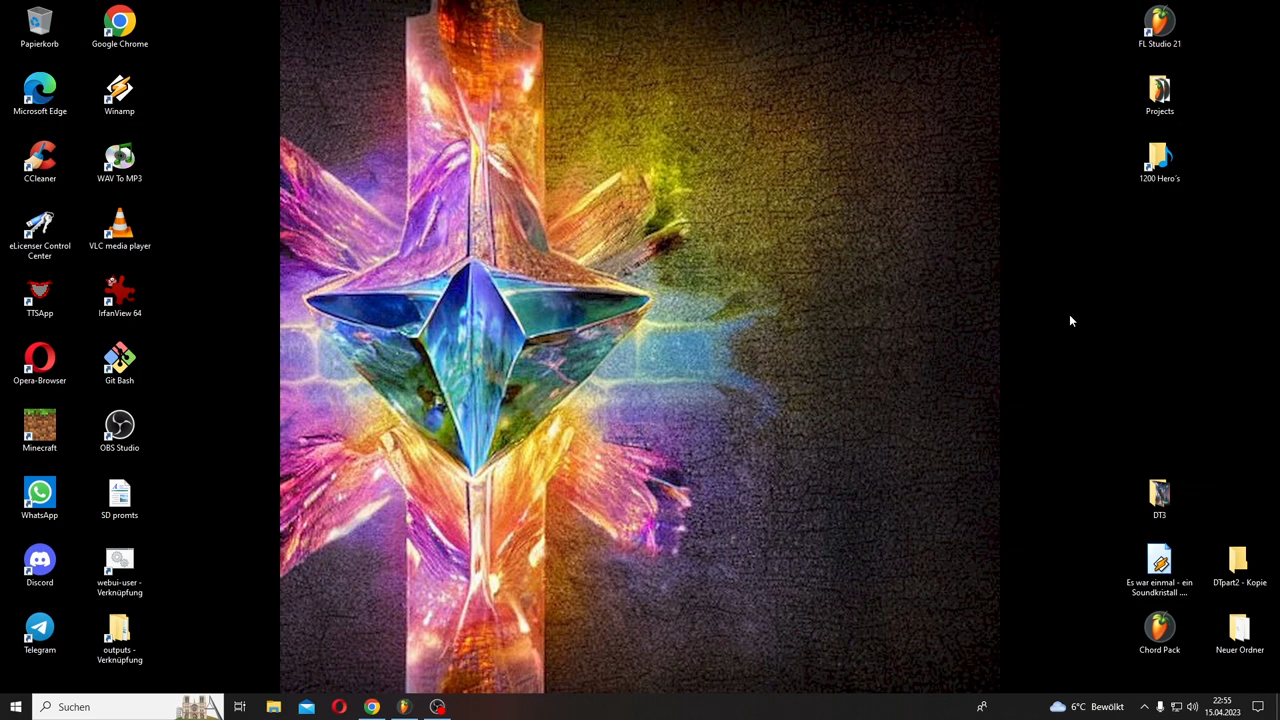 Papierkorb
Google Chrome
Microsoft Edge
Winamp
CCleaner
WAV To MP3
eLicenser Control
Center
VLC media player
TTSApp
IrfanView 64
Opera-Browser
Git Bash
Minecraft
OBS Studio
WhatsApp
SD promts
Discord
webui-user -
Verknüpfung
Telegram
outputs -
Verknüpfung
FL Studio 21
Projects
1200 Hero´s
DT3
Es war einmal - ein
Soundkristall ....
DTpart2 - Kopie
Chord Pack
Neuer Ordner
Suchen
6°C Bewölkt
22:55
15.04.2023